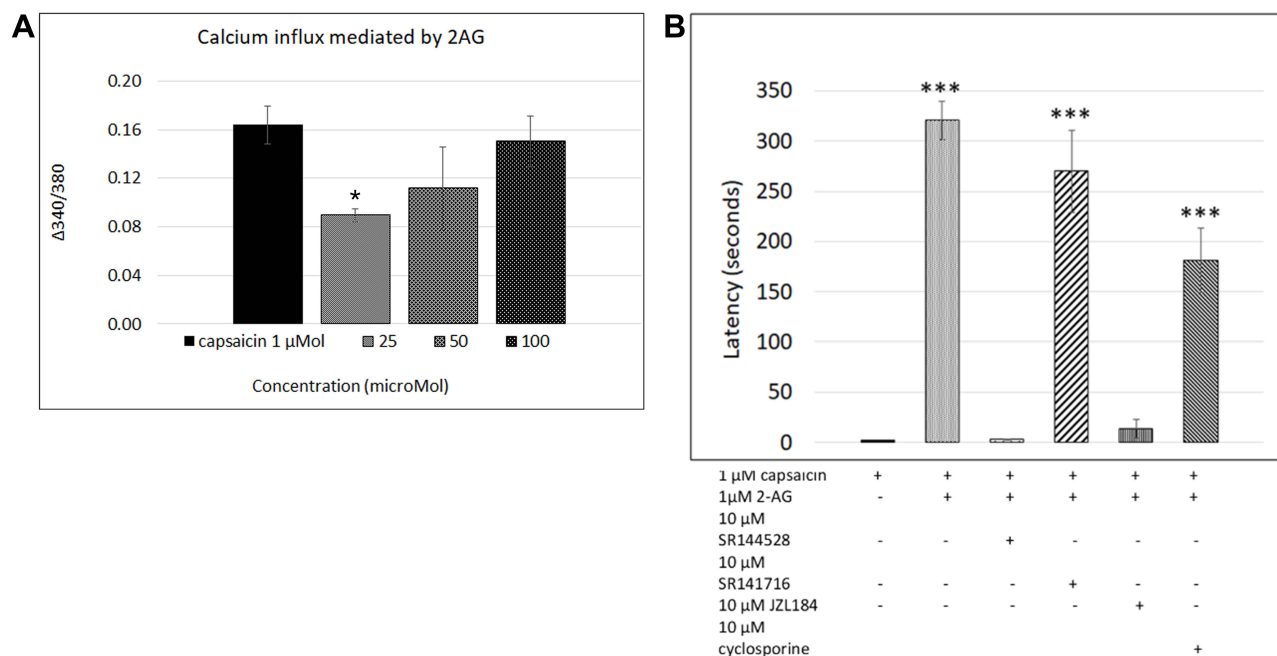 A
Calcium influx mediated by 2AG
0.20
0.16
0.12
0.08
0.04
0.00
Δ340/380
*
capsaicin 1 µMol 25 50 100
Concentration (microMol)
B
350
300
250
200
150
100
50
0
Latency (seconds)
*** *** ***
1 µM capsaicin + + + + + +
1µM 2-AG - + + + + +
10 µM
SR144528 - - + - - -
10 µM
SR141716 - - - + - -
10 µM JZL184 - - - - + -
10 µM
cyclosporine +